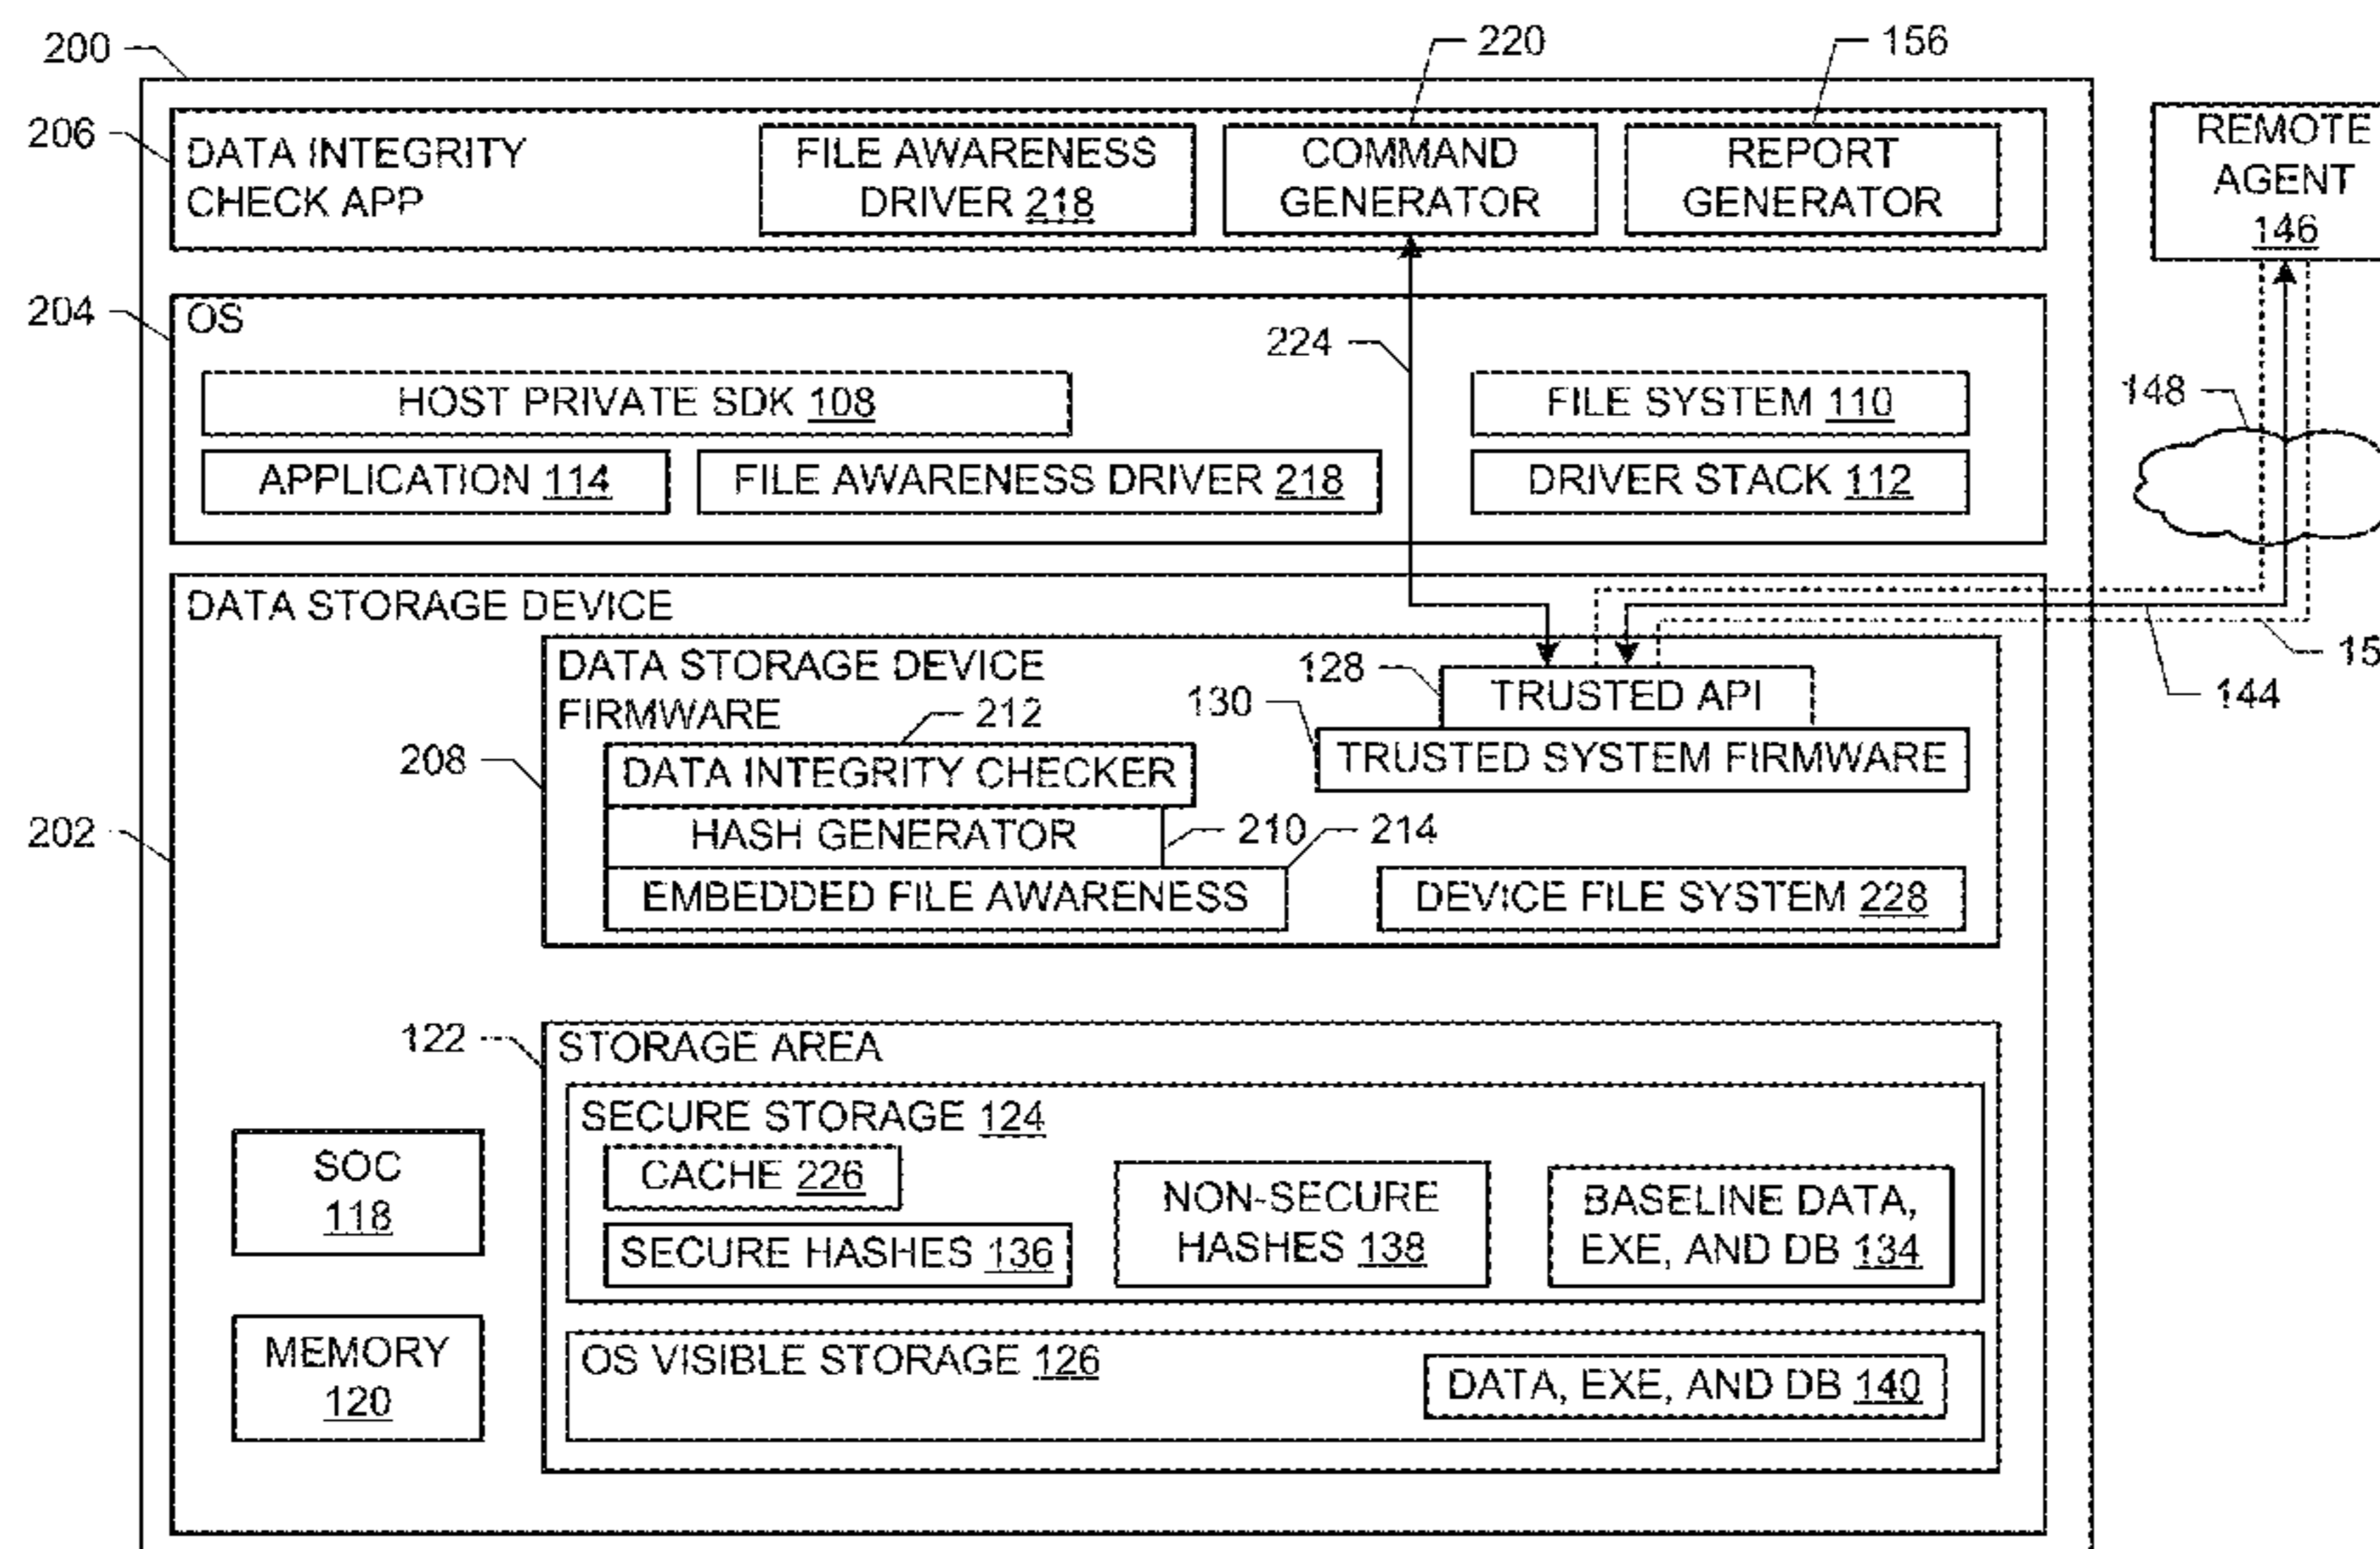 200
220
156
206
DATA INTEGRITY
CHECK APP
FILE AWARENESS
DRIVER 218
COMMAND
GENERATOR
REPORT
GENERATOR
REMOTE
AGENT
146
204
OS
224
HOST PRIVATE SDK 108
FILE SYSTEM 110
148
APPLICATION 114
FILE AWARENESS DRIVER 218
DRIVER STACK 112
DATA STORAGE DEVICE
DATA STORAGE DEVICE
FIRMWARE
128
TRUSTED API
15
144
212
130
208
DATA INTEGRITY CHECKER
TRUSTED SYSTEM FIRMWARE
202
HASH GENERATOR
210
214
EMBEDDED FILE AWARENESS
DEVICE FILE SYSTEM 228
122
STORAGE AREA
SECURE STORAGE 124
SOC
118
CACHE 226
SECURE HASHES 136
NON-SECURE
HASHES 138
BASELINE DATA,
EXE, AND DB 134
MEMORY
120
OS VISIBLE STORAGE 126
DATA, EXE, AND DB 140